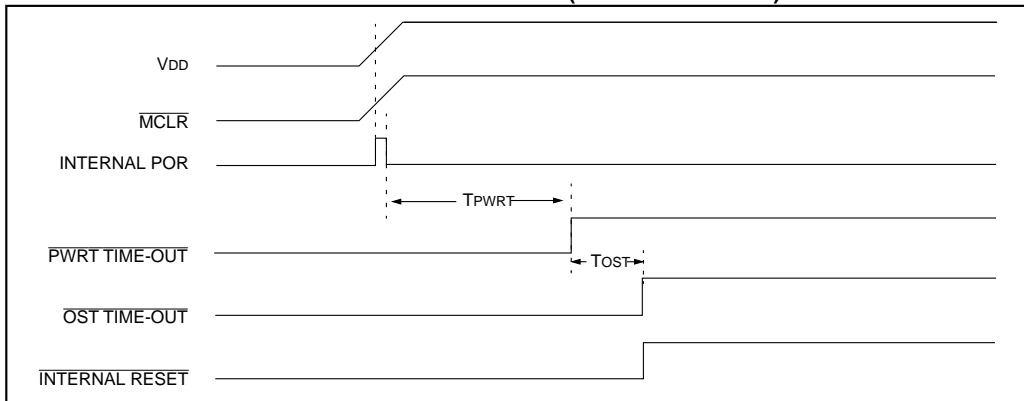 VDD
MCLR
INTERNAL POR
TPWRT
PWRT TIME-OUT
TOST
OST TIME-OUT
INTERNAL RESET